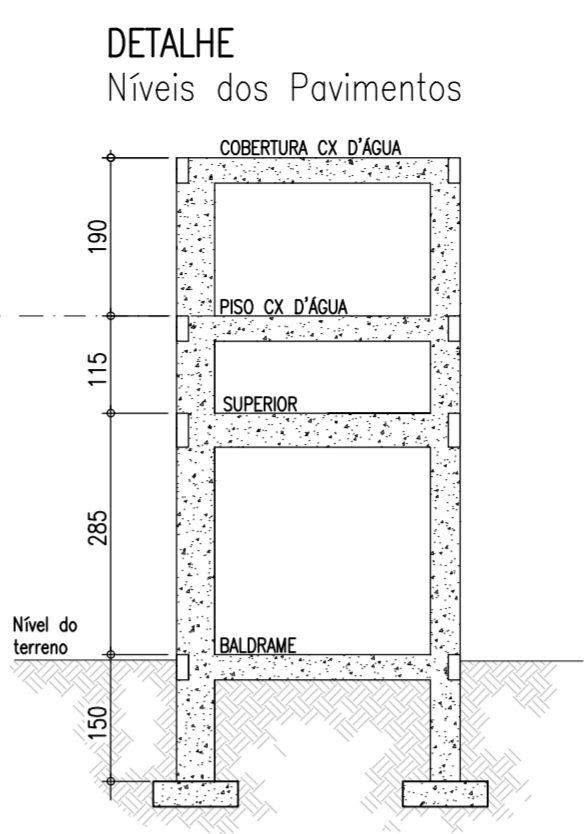 DETALHE
Níveis dos Pavimentos
COBERTURA CX D'ÁGUA
190
PISO CX D'ÁGUA
115
SUPERIOR
285
Nível do
terreno
BALDRAME
150